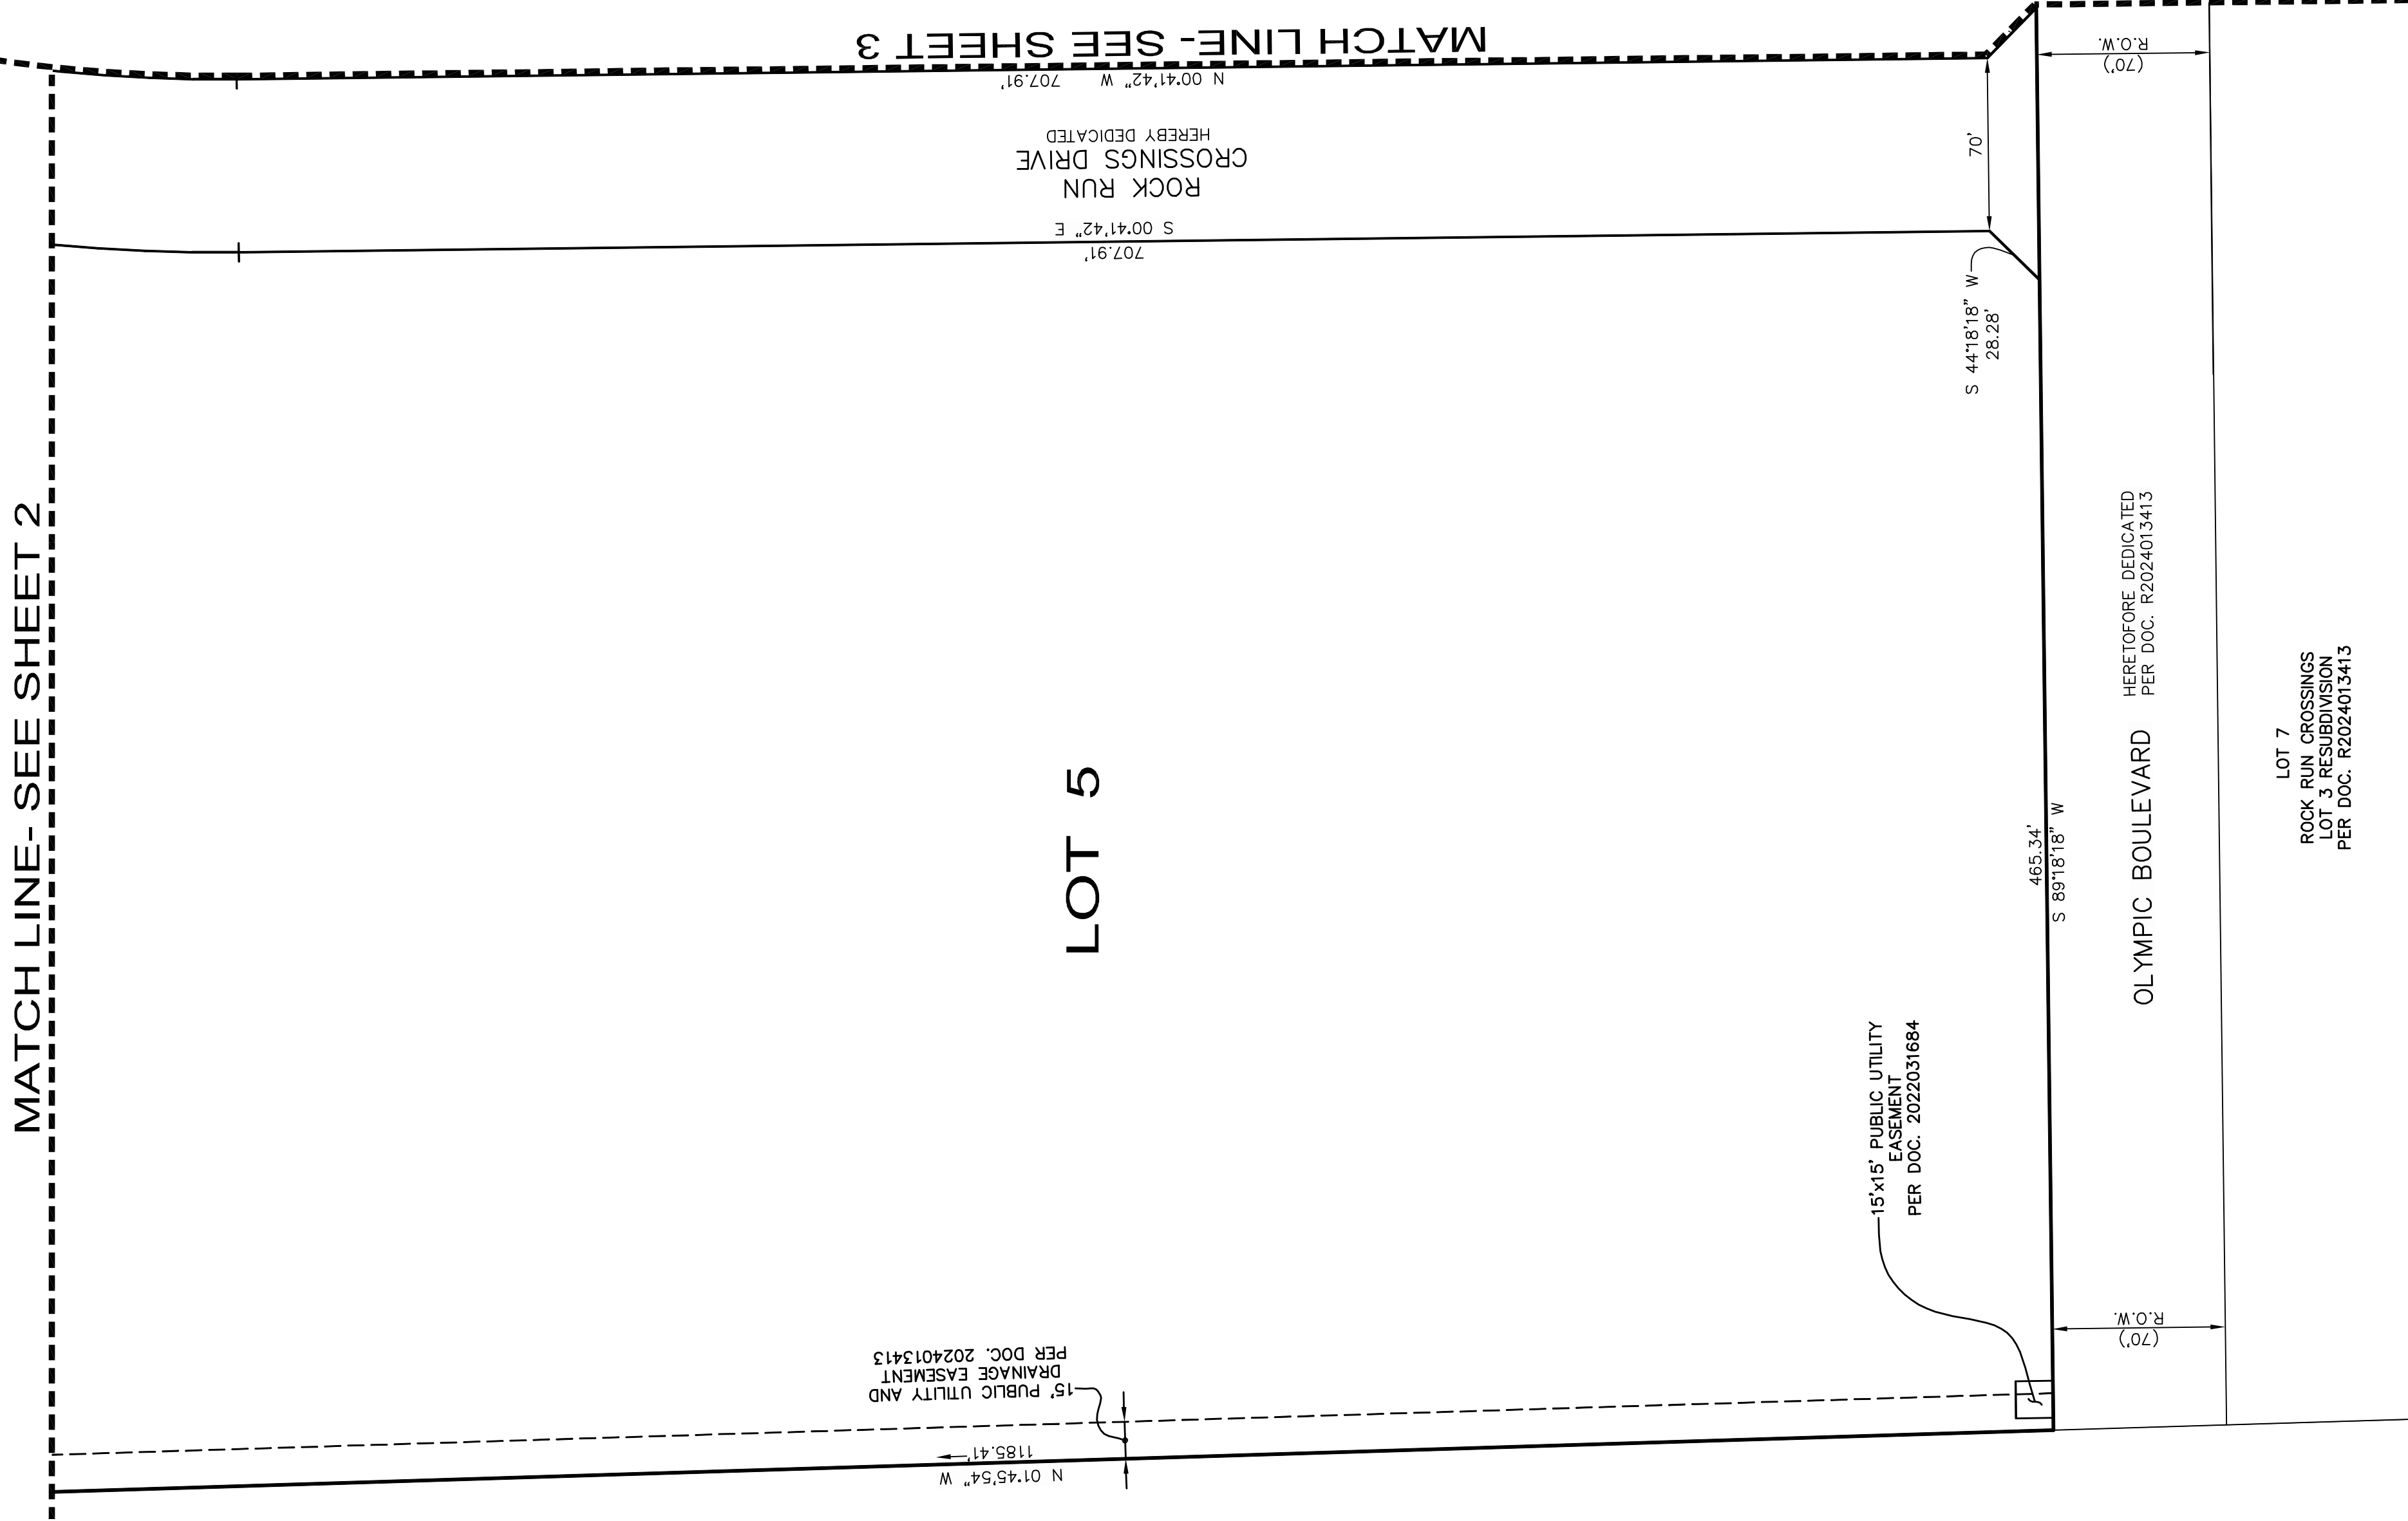 MATCH LINE- SEE SHEET 3
N 00°41'42" W 707.91'
HEREBY DEDICATED
ROCK RUN
CROSSINGS DRIVE
S 00°41'42" E
707.91'
70'
R.O.W.
(70')
S 44°18'18" W
28.28'
MATCH LINE- SEE SHEET 2
LOT 5
465.34'
S 89°18'18" W
OLYMPIC BOULEVARD
HERETOFORE DEDICATED
PER DOC. R2024013413
LOT 7
ROCK RUN CROSSINGS
LOT 3 RESUBDIVISION
PER DOC. R2024013413
15'x15' PUBLIC UTILITY
EASEMENT
PER DOC. 2022031684
R.O.W.
(70')
15' PUBLIC UTILITY AND
DRAINAGE EASEMENT
PER DOC. 2024013413
1185.41'
N 01°45'54" W